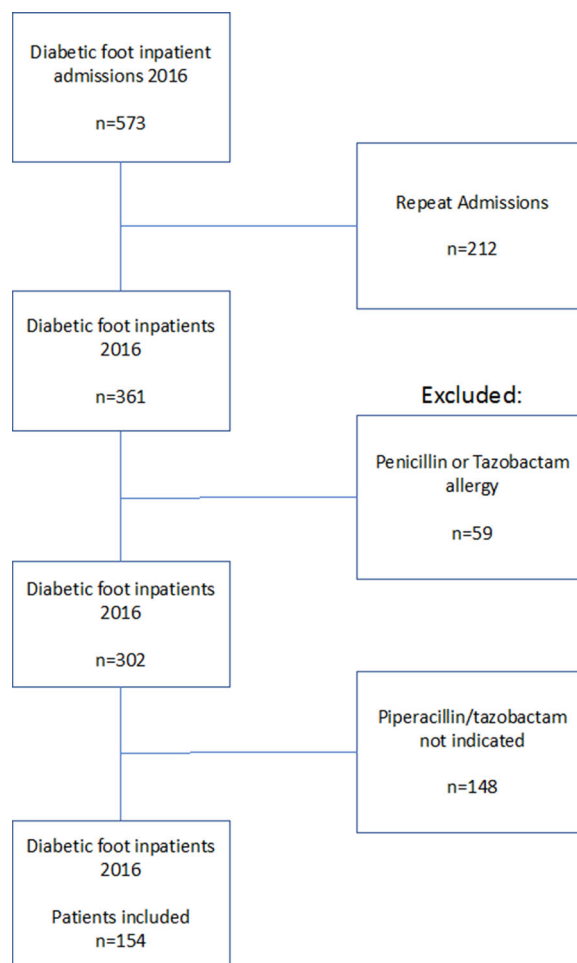 Diabetic foot inpatient
admissions 2016
n=573
Repeat Admissions
n=212
Diabetic foot inpatients
2016
n=361
Excluded:
Penicillin or Tazobactam
allergy
n=59
Diabetic foot inpatients
2016
n=302
Piperacillin/tazobactam
not indicated
n=148
Diabetic foot inpatients
2016
Patients included
n=154